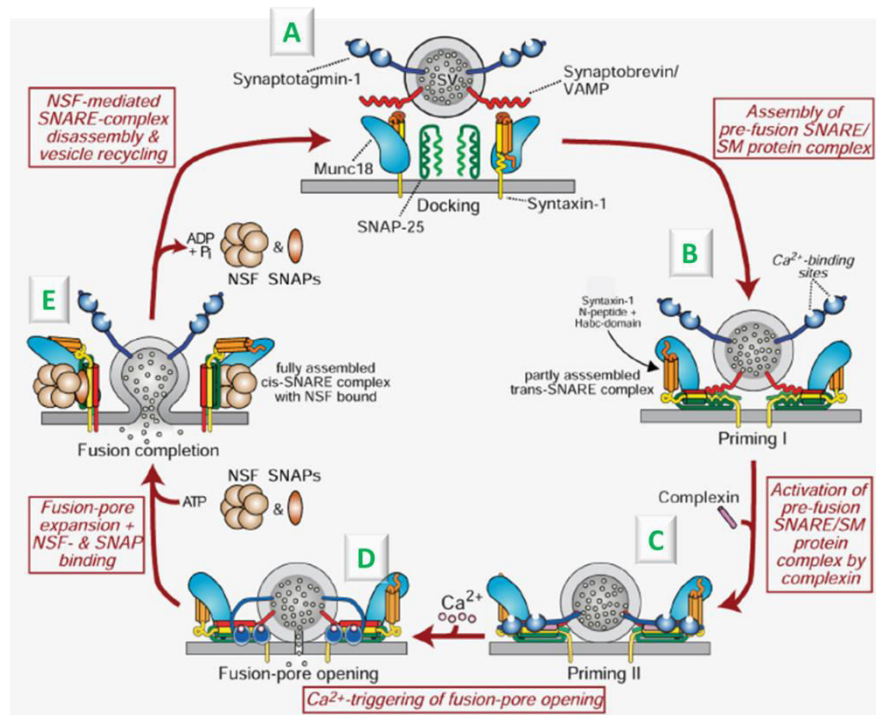 A
Synaptotagmin-1
SV
Synaptobrevin/
VAMP
NSF-mediated
SNARE-complex
disassembly &
vesicle recycling
Assembly of
pre-fusion SNARE/
SM protein complex
Munc18
SNAP-25
Docking
Syntaxin-1
ADP
+ Pi
&
NSF SNAPs
B
Ca2+-binding
sites
Syntaxin-1
N-peptide +
Habc-domain
partly asssembled
trans-SNARE complex
Priming I
E
fully assembled
cis-SNARE complex
with NSF bound
Fusion completion
NSF SNAPs
ATP
&
Fusion-pore
expansion +
NSF- & SNAP
binding
Complexin
Activation of
pre-fusion
SNARE/SM
protein
complex by
complexin
C
D
Ca2+
Fusion-pore opening
Priming II
Ca2+-triggering of fusion-pore opening